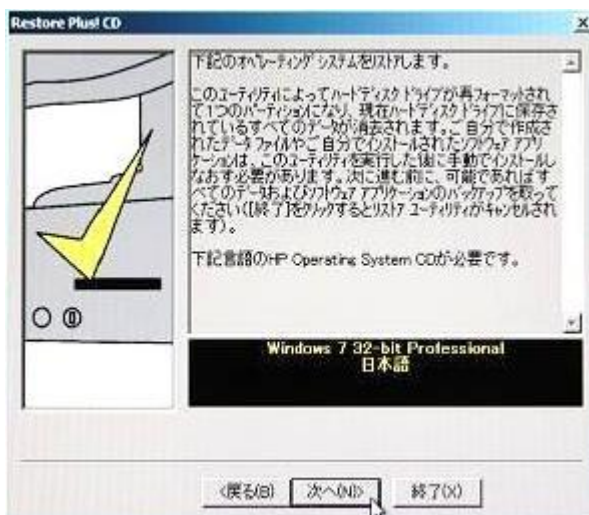 Restore Plus! CD
下記のオペレーティング システムをリストアします。
このユーティリティによってハードディスク ドライブが再フォーマットされ
て1つのパーティションになり、現在ハードディスク ドライブに保存さ
れているすべてのデータが消去されます。ご自分で作成さ
れたデータ ファイルやご自分でインストールされたソフトウェア アプリ
ケーションは、このユーティリティを実行した後に手動でインストールし
なおす必要があります。次に進む前に、可能であればす
べてのデータおよびソフトウェア アプリケーションのバックアップを取って
ください([終了]をクリックするとリストア ユーティリティがキャンセルされ
ます)。
下記言語のHP Operating System CDが必要です。
Windows 7 32-bit Professional
日本語
<戻る(B) 次へ(N)> 終了(X)